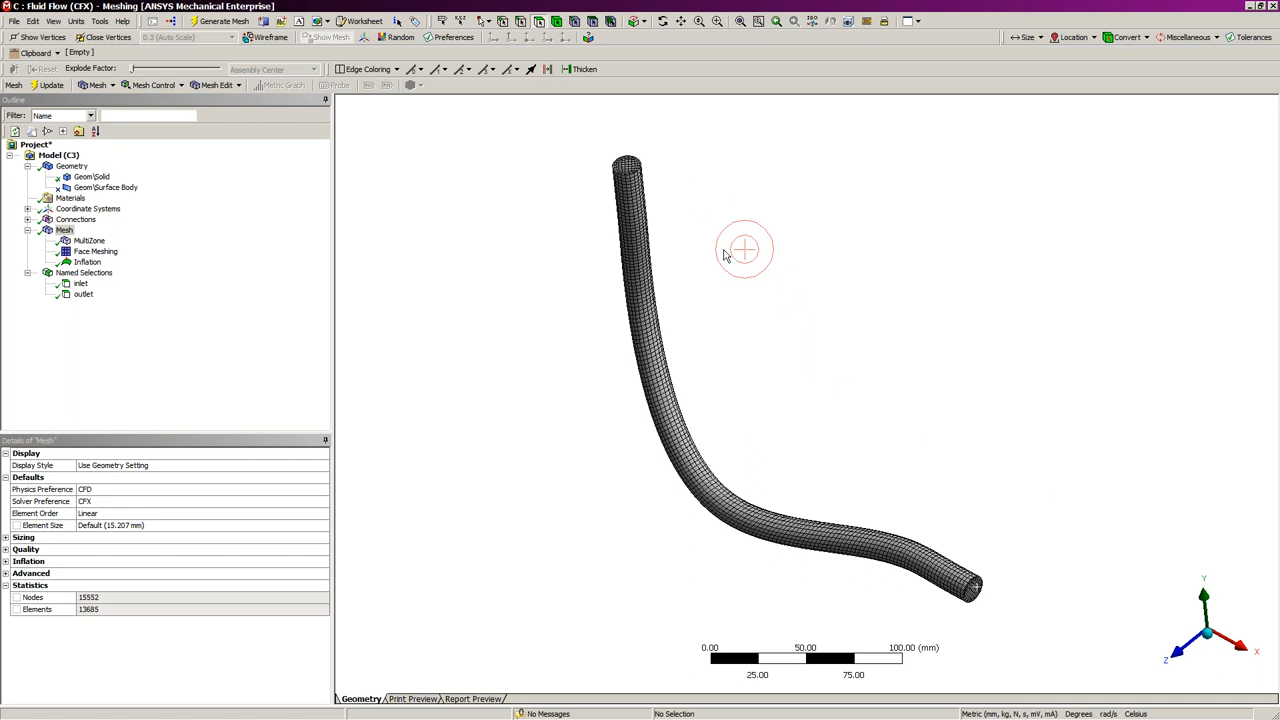 C : Fluid Flow (CFX) - Meshing [ANSYS Mechanical Enterprise]
File Edit View Units Tools Help Generate Mesh Worksheet
Show Vertices Close Vertices 0.3 (Auto Scale) Wireframe Show Mesh Random Preferences Size Location Convert Miscellaneous Tolerances
Clipboard [Empty]
Reset Explode Factor: Assembly Center Edge Coloring Thicken
Mesh Update Mesh Mesh Control Mesh Edit Metric Graph Probe
Outline
Filter: Name
Project*
Model (C3)
Geometry
Geom\Solid
Geom\Surface Body
Materials
Coordinate Systems
Connections
Mesh
MultiZone
Face Meshing
Inflation
Named Selections
inlet
outlet
Details of "Mesh"
Display
Display Style Use Geometry Setting
Defaults
Physics Preference CFD
Solver Preference CFX
Element Order Linear
Element Size Default (15.207 mm)
Sizing
Quality
Inflation
Advanced
Statistics
Nodes 15552
Elements 13685
0.00 50.00 100.00 (mm)
25.00 75.00
Y
Z
X
Geometry Print Preview Report Preview
No Messages No Selection Metric (mm, kg, N, s, mV, mA) Degrees rad/s Celsius